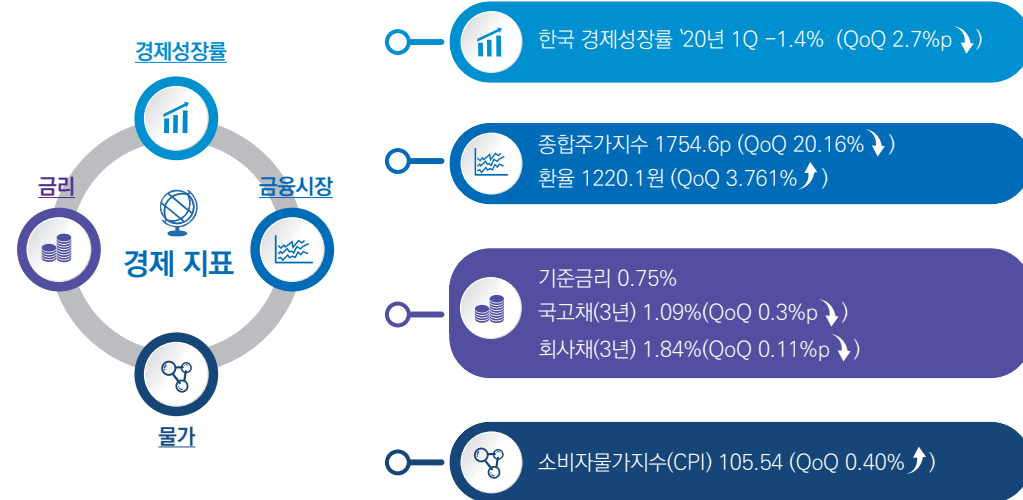 경제성장률
금리
금융시장
경제 지표
물가
한국 경제성장률 '20년 1Q -1.4% (QoQ 2.7%p⤵)
종합주가지수 1754.6p (QoQ 20.16%⤵)
환율 1220.1원 (QoQ 3.761%⤴)
기준금리 0.75%
국고채(3년) 1.09%(QoQ 0.3%p⤵)
회사채(3년) 1.84%(QoQ 0.11%p⤵)
소비자물가지수(CPI) 105.54 (QoQ 0.40%⤴)